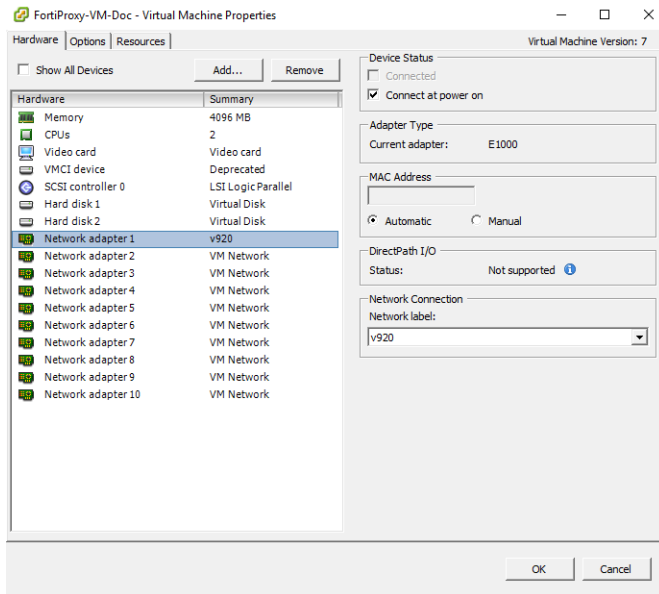 FortiProxy-VM-Doc - Virtual Machine Properties
Hardware Options Resources
Virtual Machine Version: 7
Show All Devices
Add...
Remove
Hardware Summary
Memory 4096 MB
CPUs 2
Video card Video card
VMCI device Deprecated
SCSI controller 0 LSI Logic Parallel
Hard disk 1 Virtual Disk
Hard disk 2 Virtual Disk
Network adapter 1 v920
Network adapter 2 VM Network
Network adapter 3 VM Network
Network adapter 4 VM Network
Network adapter 5 VM Network
Network adapter 6 VM Network
Network adapter 7 VM Network
Network adapter 8 VM Network
Network adapter 9 VM Network
Network adapter 10 VM Network
Device Status
Connected
Connect at power on
Adapter Type
Current adapter: E1000
MAC Address
Automatic Manual
DirectPath I/O
Status: Not supported
Network Connection
Network label:
v920
OK Cancel